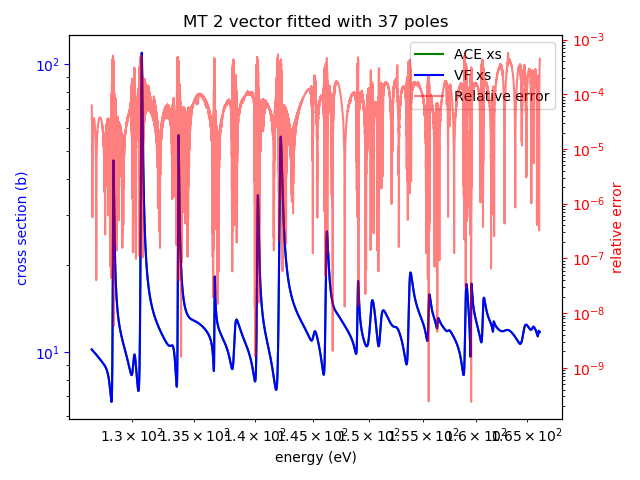 MT 2 vector fitted with 37 poles
ACE xs
VF xs
Relative error
cross section (b)
10²
10¹
relative error
10⁻³
10⁻⁴
10⁻⁵
10⁻⁶
10⁻⁷
10⁻⁸
10⁻⁹
1.3 × 10²
1.35 × 10²
1.4 × 10²
1.45 × 10²
1.5 × 10²
1.55 × 10²
1.6 × 10²
1.65 × 10²
energy (eV)